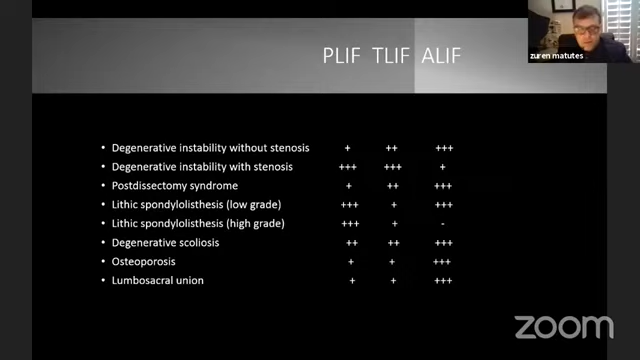 zuren matutes
PLIF TLIF ALIF
• Degenerative instability without stenosis + ++ +++
• Degenerative instability with stenosis +++ +++ +
• Postdissectomy syndrome + ++ +++
• Lithic spondylolisthesis (low grade) +++ + +++
• Lithic spondylolisthesis (high grade) +++ + -
• Degenerative scoliosis ++ ++ +++
• Osteoporosis + + +++
• Lumbosacral union + + +++
zoom